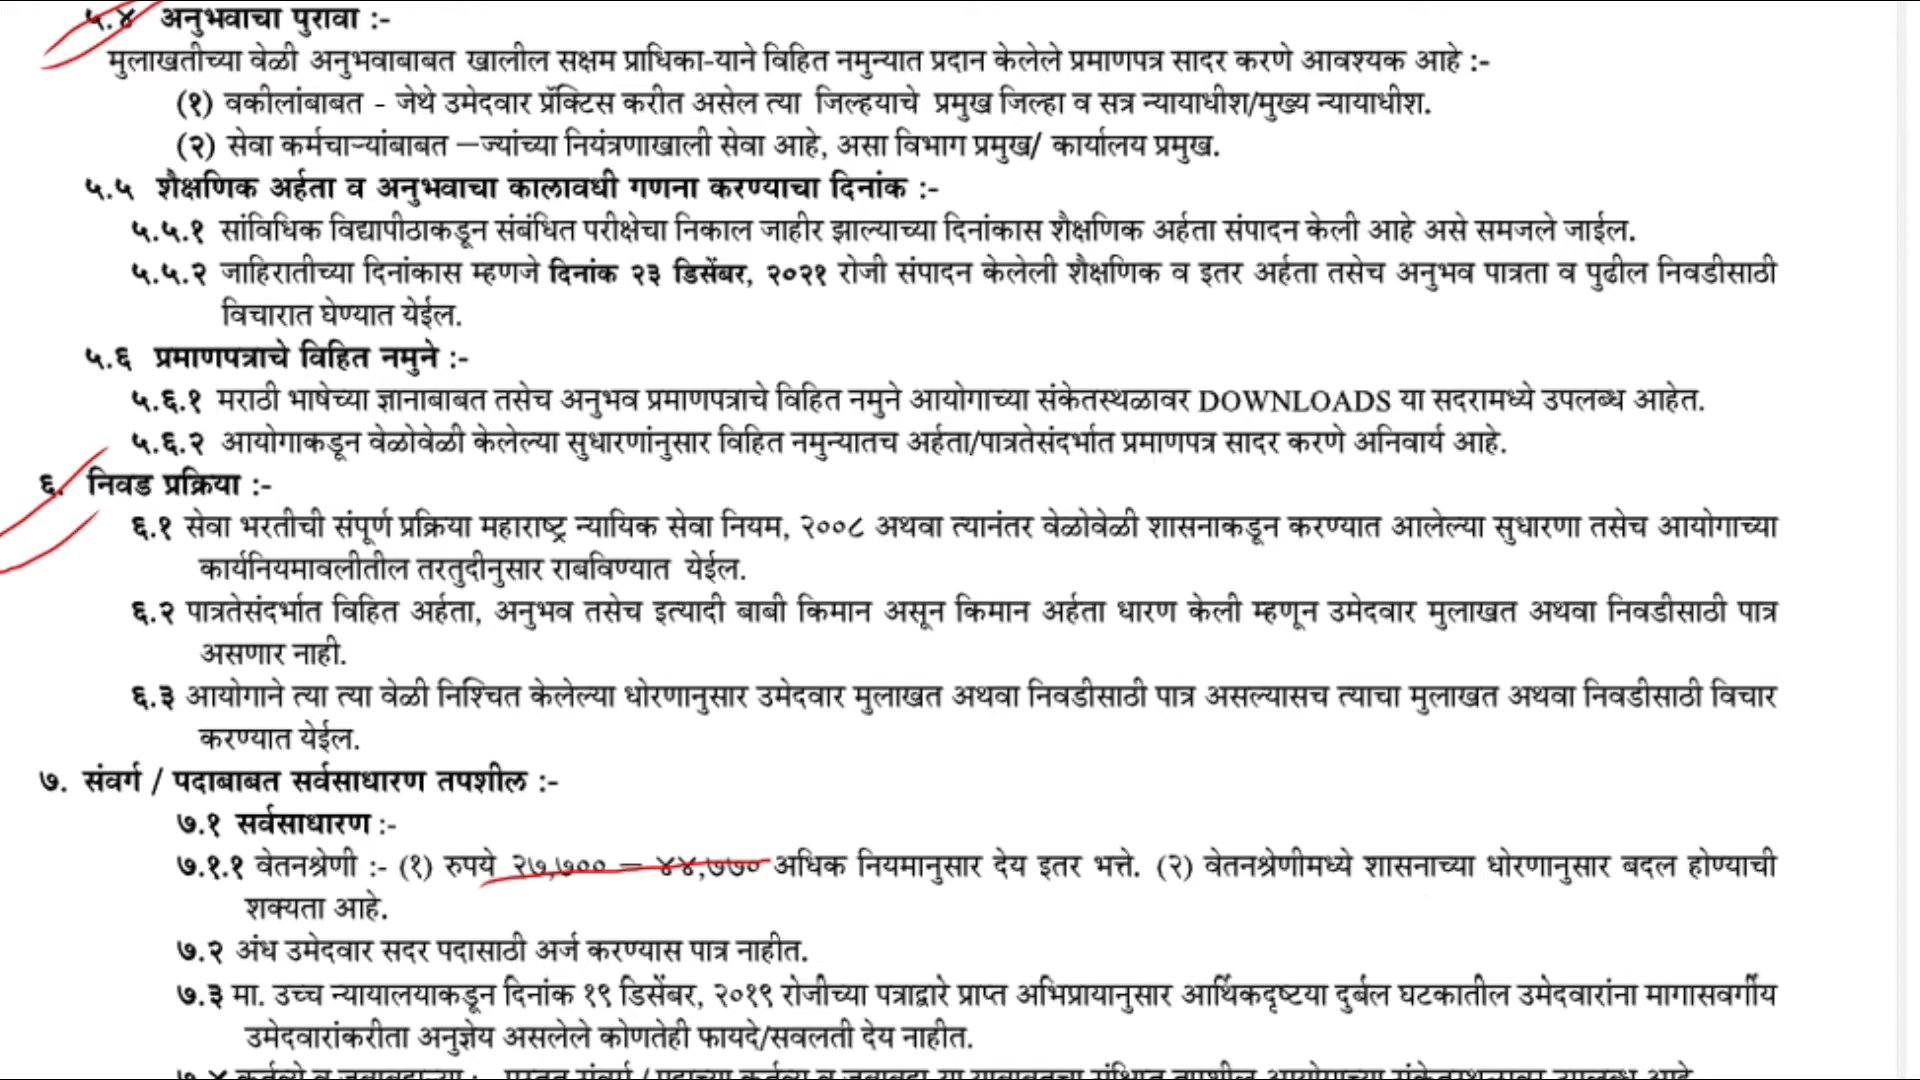 ५.४ अनुभवाचा पुरावा :-
मुलाखतीच्या वेळी अनुभवाबाबत खालील सक्षम प्राधिका-याने विहित नमुन्यात प्रदान केलेले प्रमाणपत्र सादर करणे आवश्यक आहे :-
(१) वकीलांबाबत - जेथे उमेदवार प्रॅक्टिस करीत असेल त्या जिल्हयाचे प्रमुख जिल्हा व सत्र न्यायाधीश/मुख्य न्यायाधीश.
(२) सेवा कर्मचाऱ्यांबाबत –ज्यांच्या नियंत्रणाखाली सेवा आहे, असा विभाग प्रमुख/ कार्यालय प्रमुख.
५.५ शैक्षणिक अर्हता व अनुभवाचा कालावधी गणना करण्याचा दिनांक :-
५.५.१ सांविधिक विद्यापीठाकडून संबंधित परीक्षेचा निकाल जाहीर झाल्याच्या दिनांकास शैक्षणिक अर्हता संपादन केली आहे असे समजले जाईल.
५.५.२ जाहिरातीच्या दिनांकास म्हणजे दिनांक २३ डिसेंबर, २०२१ रोजी संपादन केलेली शैक्षणिक व इतर अर्हता तसेच अनुभव पात्रता व पुढील निवडीसाठी
विचारात घेण्यात येईल.
५.६ प्रमाणपत्राचे विहित नमुने :-
५.६.१ मराठी भाषेच्या ज्ञानाबाबत तसेच अनुभव प्रमाणपत्राचे विहित नमुने आयोगाच्या संकेतस्थळावर DOWNLOADS या सदरामध्ये उपलब्ध आहेत.
५.६.२ आयोगाकडून वेळोवेळी केलेल्या सुधारणांनुसार विहित नमुन्यातच अर्हता/पात्रतेसंदर्भात प्रमाणपत्र सादर करणे अनिवार्य आहे.
६. निवड प्रक्रिया :-
६.१ सेवा भरतीची संपूर्ण प्रक्रिया महाराष्ट्र न्यायिक सेवा नियम, २००८ अथवा त्यानंतर वेळोवेळी शासनाकडून करण्यात आलेल्या सुधारणा तसेच आयोगाच्या
कार्यनियमावलीतील तरतुदीनुसार राबविण्यात येईल.
६.२ पात्रतेसंदर्भात विहित अर्हता, अनुभव तसेच इत्यादी बाबी किमान असून किमान अर्हता धारण केली म्हणून उमेदवार मुलाखत अथवा निवडीसाठी पात्र
असणार नाही.
६.३ आयोगाने त्या त्या वेळी निश्चित केलेल्या धोरणानुसार उमेदवार मुलाखत अथवा निवडीसाठी पात्र असल्यासच त्याचा मुलाखत अथवा निवडीसाठी विचार
करण्यात येईल.
७. संवर्ग / पदाबाबत सर्वसाधारण तपशील :-
७.१ सर्वसाधारण :-
७.१.१ वेतनश्रेणी :- (१) रुपये २७,७०० – ४४,७७० अधिक नियमानुसार देय इतर भत्ते. (२) वेतनश्रेणीमध्ये शासनाच्या धोरणानुसार बदल होण्याची
शक्यता आहे.
७.२ अंध उमेदवार सदर पदासाठी अर्ज करण्यास पात्र नाहीत.
७.३ मा. उच्च न्यायालयाकडून दिनांक १९ डिसेंबर, २०१९ रोजीच्या पत्राद्वारे प्राप्त अभिप्रायानुसार आर्थिकदृष्टया दुर्बल घटकातील उमेदवारांना मागासवर्गीय
उमेदवारांकरीता अनुज्ञेय असलेले कोणतेही फायदे/सवलती देय नाहीत.